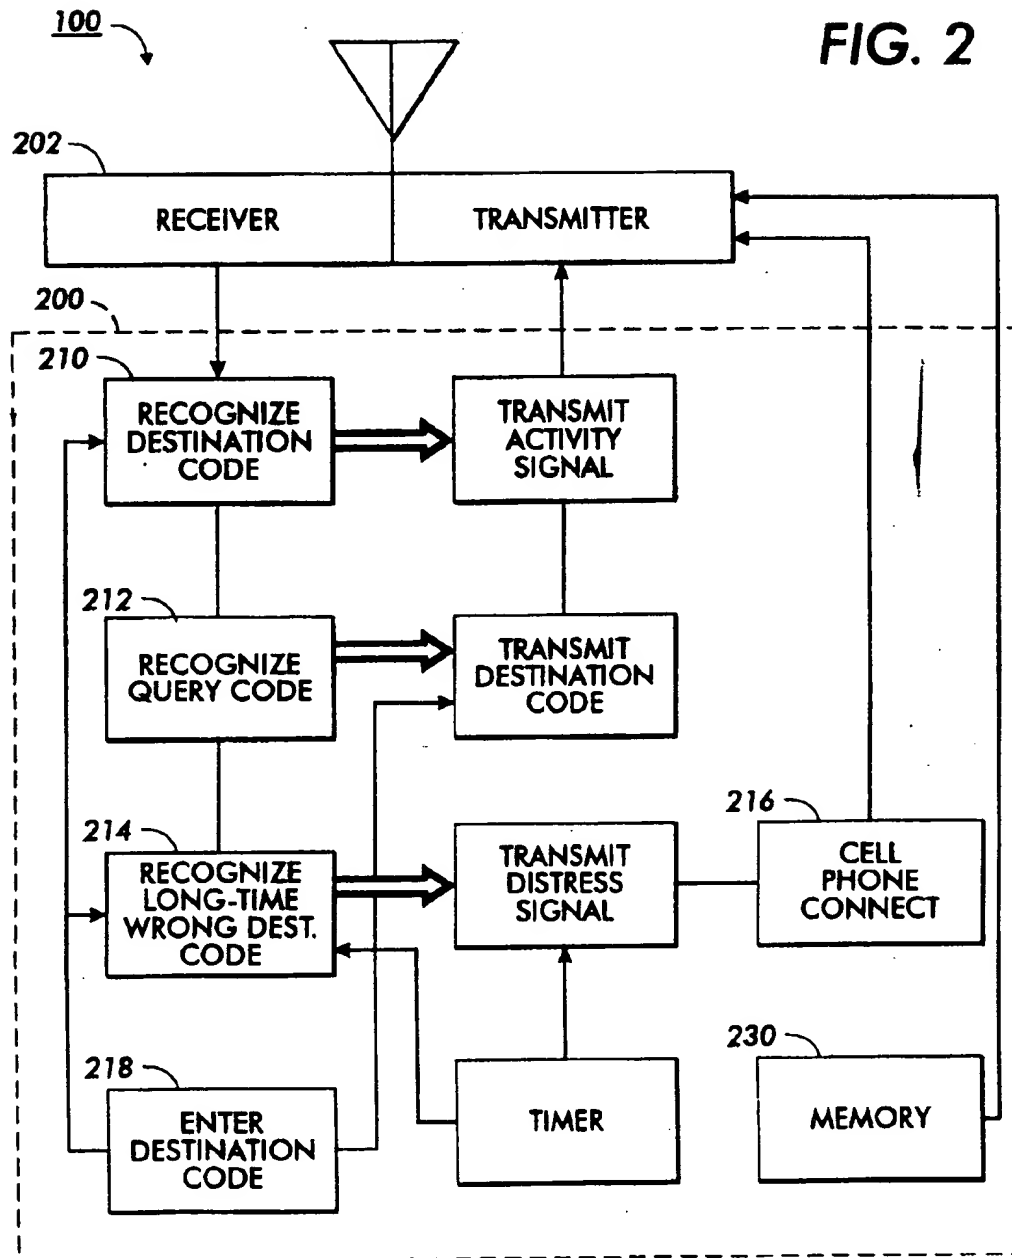 100
FIG. 2
202
RECEIVER
TRANSMITTER
200
210
RECOGNIZE
DESTINATION
CODE
TRANSMIT
ACTIVITY
SIGNAL
212
RECOGNIZE
QUERY CODE
TRANSMIT
DESTINATION
CODE
214
RECOGNIZE
LONG-TIME
WRONG DEST.
CODE
TRANSMIT
DISTRESS
SIGNAL
216
CELL
PHONE
CONNECT
218
ENTER
DESTINATION
CODE
TIMER
230
MEMORY